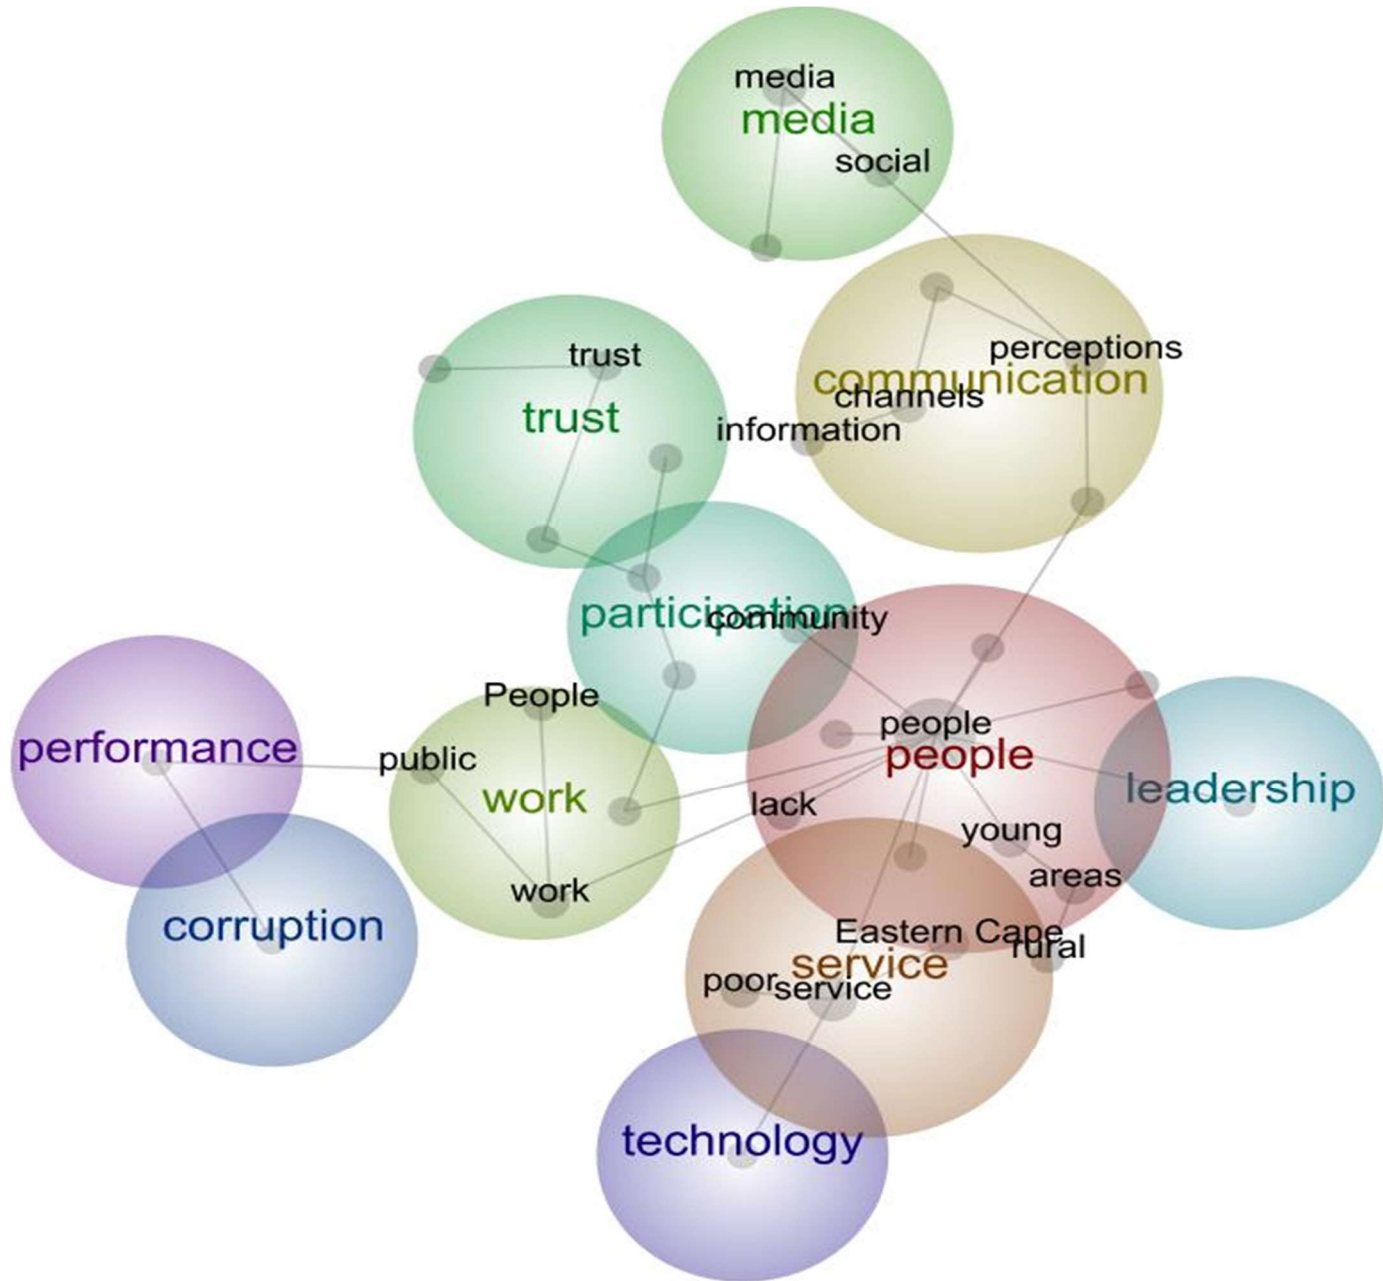 media
media
social
perceptions
trust
communication
channels
trust
information
participation
community
People
people
performance
public
people
work
lack
leadership
young
areas
work
corruption
Eastern Cape
rural
service
poor
service
technology